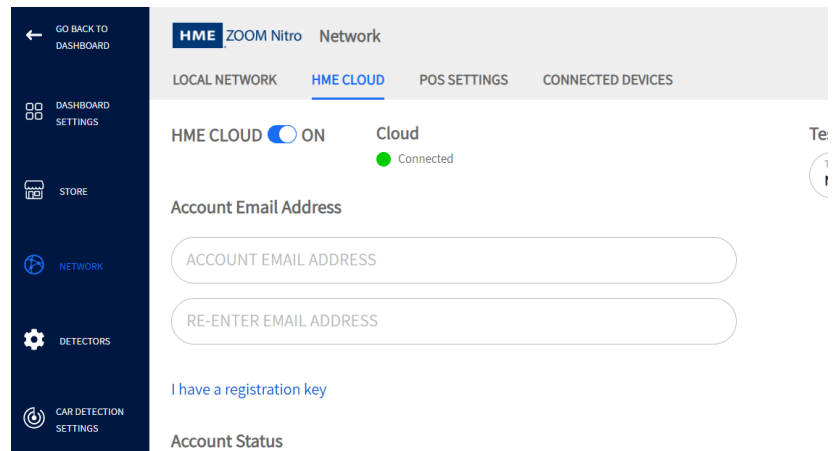 GO BACK TO
DASHBOARD
DASHBOARD
SETTINGS
STORE
NETWORK
DETECTORS
CAR DETECTION
SETTINGS
HME ZOOM Nitro Network
LOCAL NETWORK HME CLOUD POS SETTINGS CONNECTED DEVICES
HME CLOUD ON Cloud
Connected
Account Email Address
ACCOUNT EMAIL ADDRESS
RE-ENTER EMAIL ADDRESS
I have a registration key
Account Status